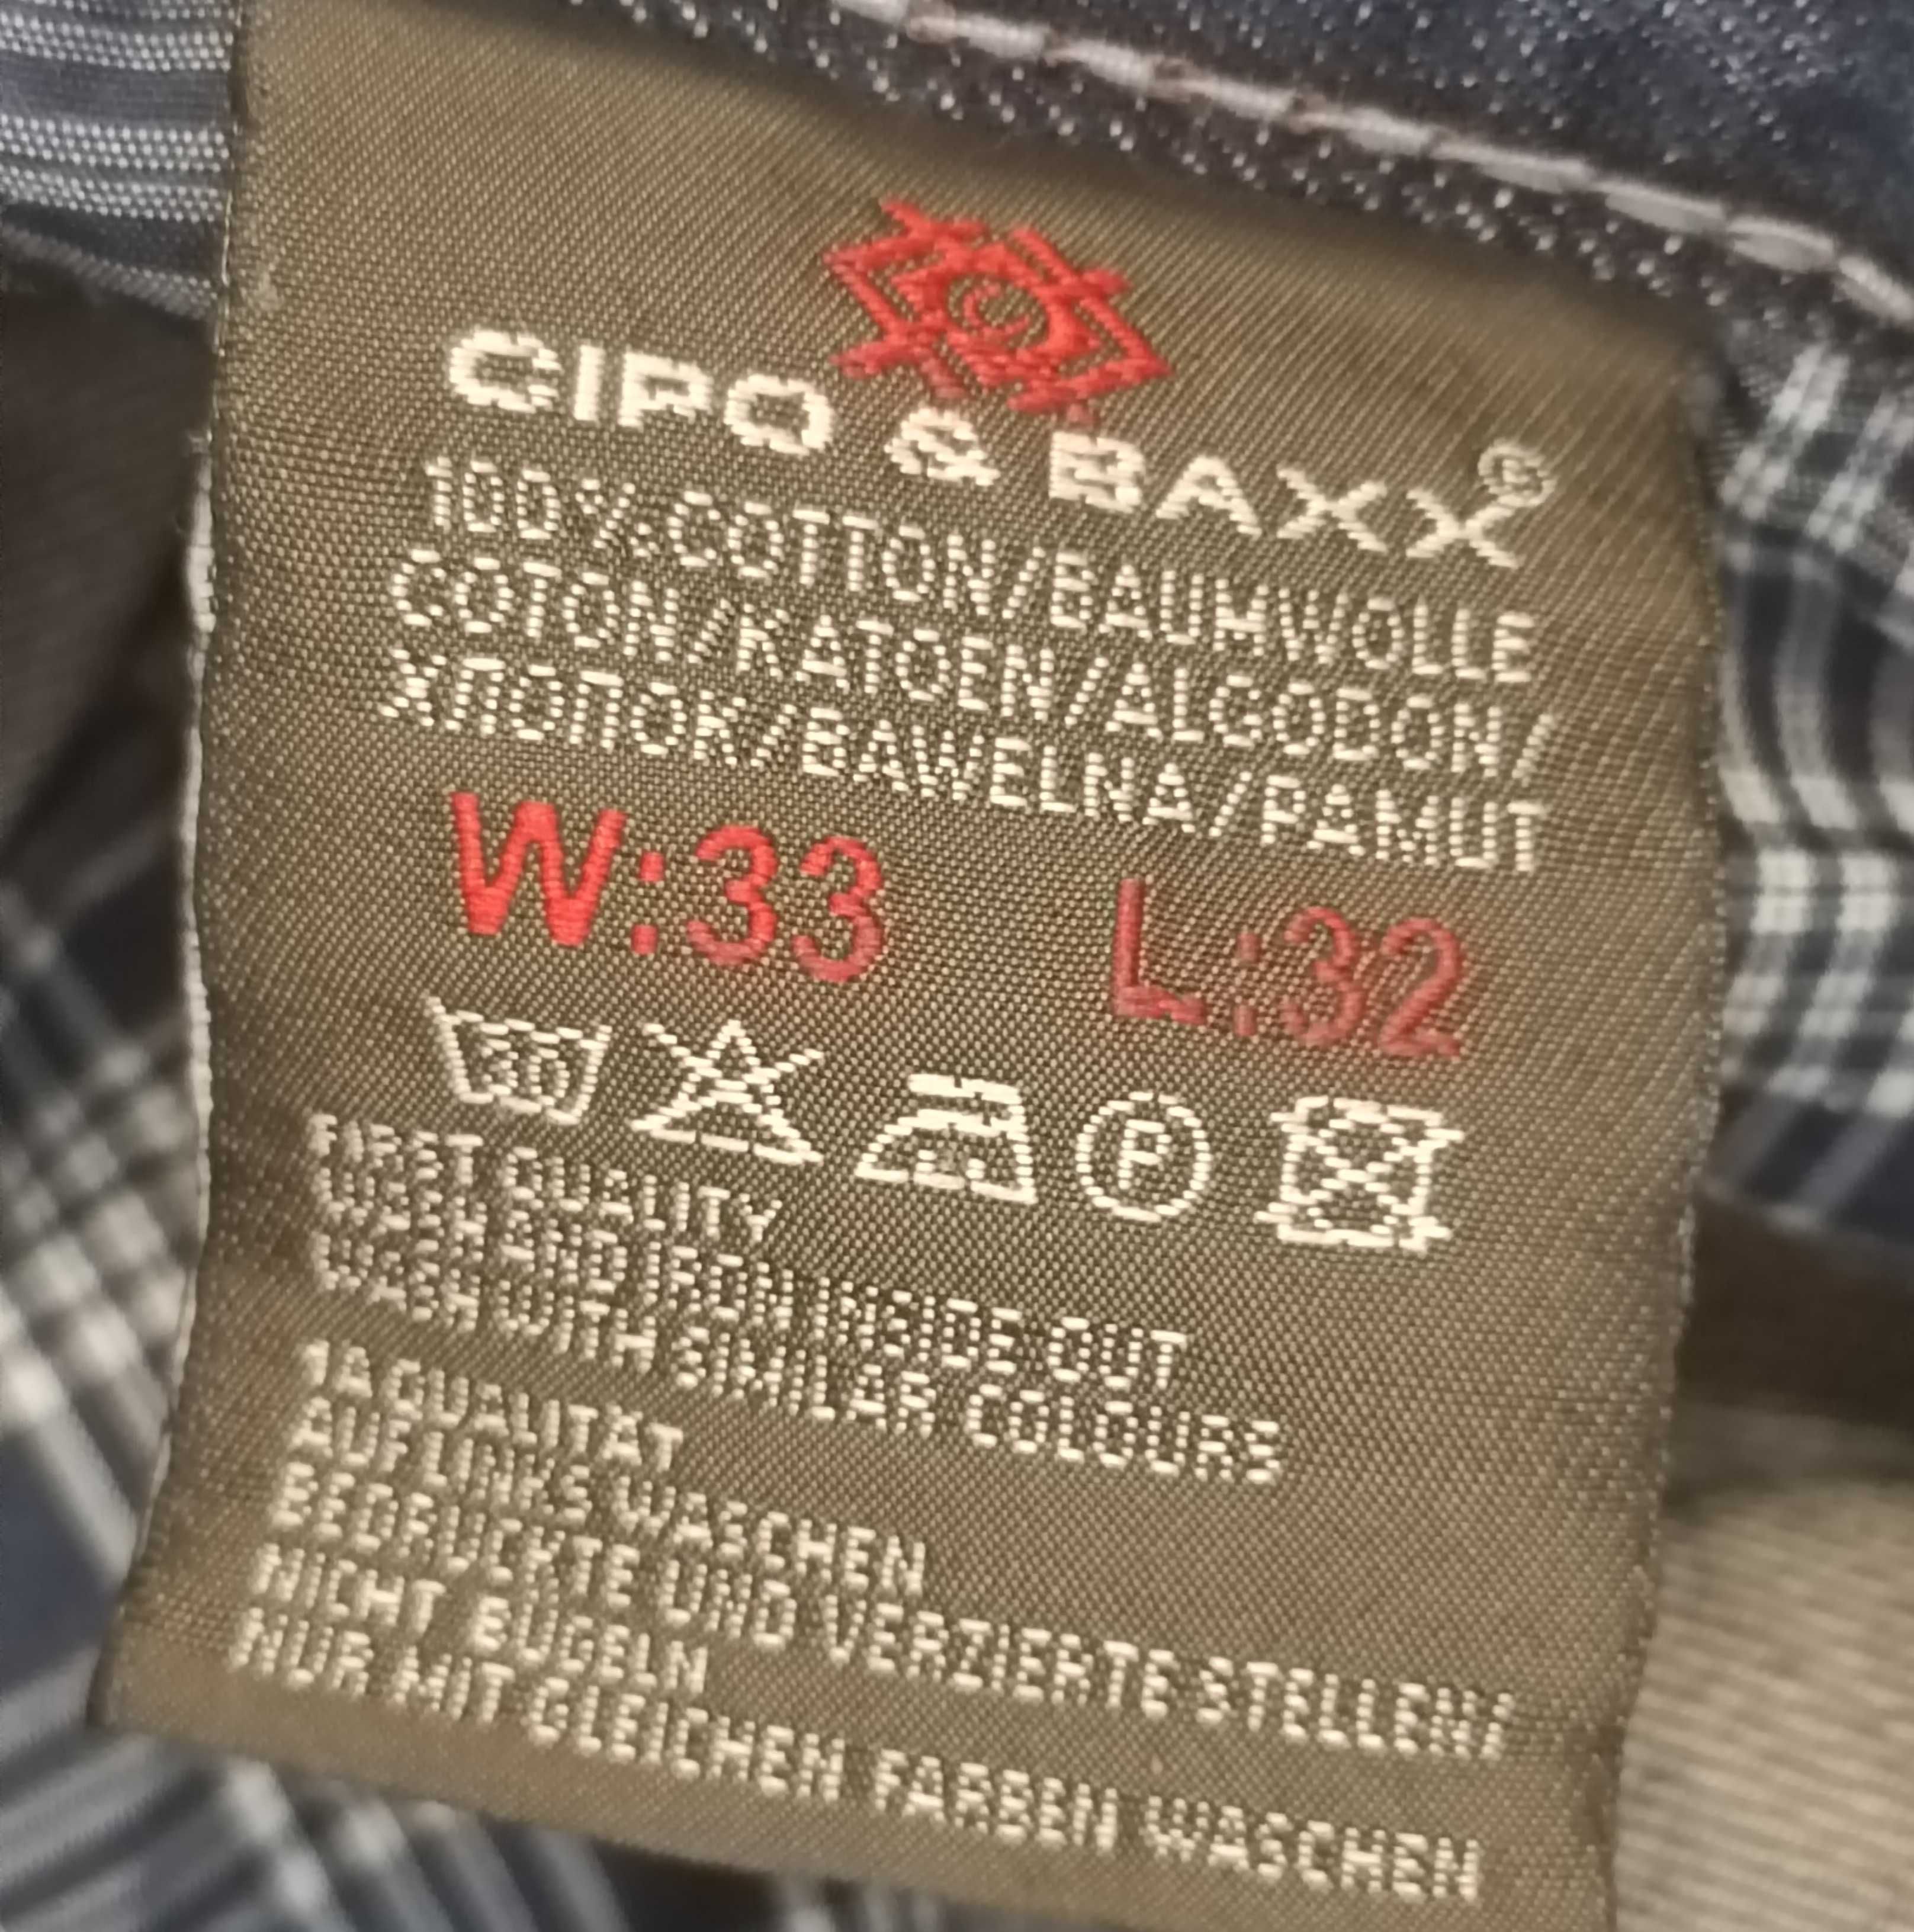 CIPO & BAXX®
100%COTTON/BAUMWOLLE
COTON/KATOEN/ALGODON/
ХЛОПОК/BAWELNA/PAMUT
W:33 L:32
30 P
FIRST QUALITY
WASH AND IRON INSIDE OUT
WASH WITH SIMILAR COLOURS
1A QUALITAT
AUF LINKS WASCHEN
BEDRUCKTE UND VERZIERTE STELLEN/
NICHT BÜGELN
NUR MIT GLEICHEN FARBEN WASCHEN